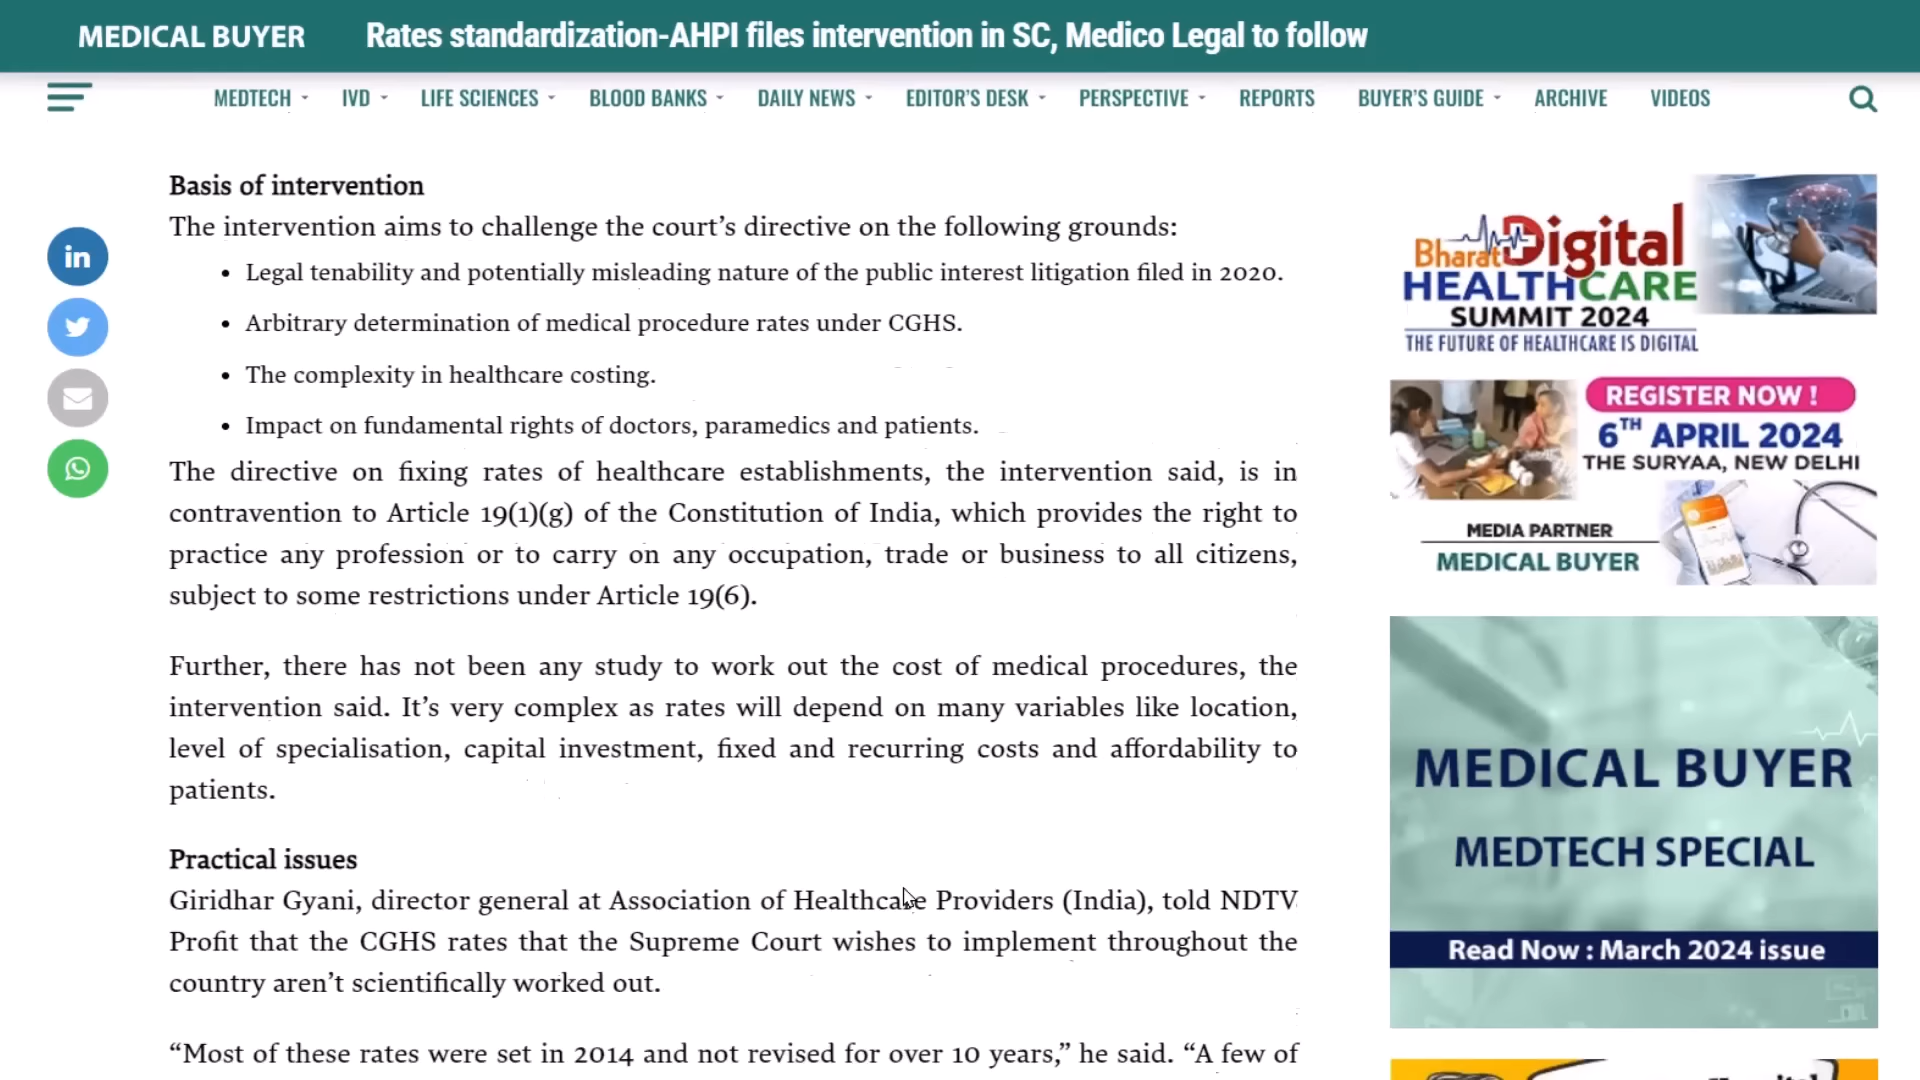 MEDICAL BUYER
Rates standardization-AHPI files intervention in SC, Medico Legal to follow
MEDTECH
IVD
LIFE SCIENCES
BLOOD BANKS
DAILY NEWS
EDITOR'S DESK
PERSPECTIVE
REPORTS
BUYER'S GUIDE
ARCHIVE
VIDEOS
Basis of intervention
The intervention aims to challenge the court's directive on the following grounds:
• Legal tenability and potentially misleading nature of the public interest litigation filed in 2020.
• Arbitrary determination of medical procedure rates under CGHS.
• The complexity in healthcare costing.
• Impact on fundamental rights of doctors, paramedics and patients.
The directive on fixing rates of healthcare establishments, the intervention said, is in
contravention to Article 19(1)(g) of the Constitution of India, which provides the right to
practice any profession or to carry on any occupation, trade or business to all citizens,
subject to some restrictions under Article 19(6).
Further, there has not been any study to work out the cost of medical procedures, the
intervention said. It's very complex as rates will depend on many variables like location,
level of specialisation, capital investment, fixed and recurring costs and affordability to
patients.
Practical issues
Giridhar Gyani, director general at Association of Healthcare Providers (India), told NDTV
Profit that the CGHS rates that the Supreme Court wishes to implement throughout the
country aren't scientifically worked out.
“Most of these rates were set in 2014 and not revised for over 10 years,” he said. “A few of
in
Bharat Digital
HEALTHCARE
SUMMIT 2024
THE FUTURE OF HEALTHCARE IS DIGITAL
REGISTER NOW !
6TH APRIL 2024
THE SURYAA, NEW DELHI
MEDIA PARTNER
MEDICAL BUYER
MEDICAL BUYER
MEDTECH SPECIAL
Read Now : March 2024 issue